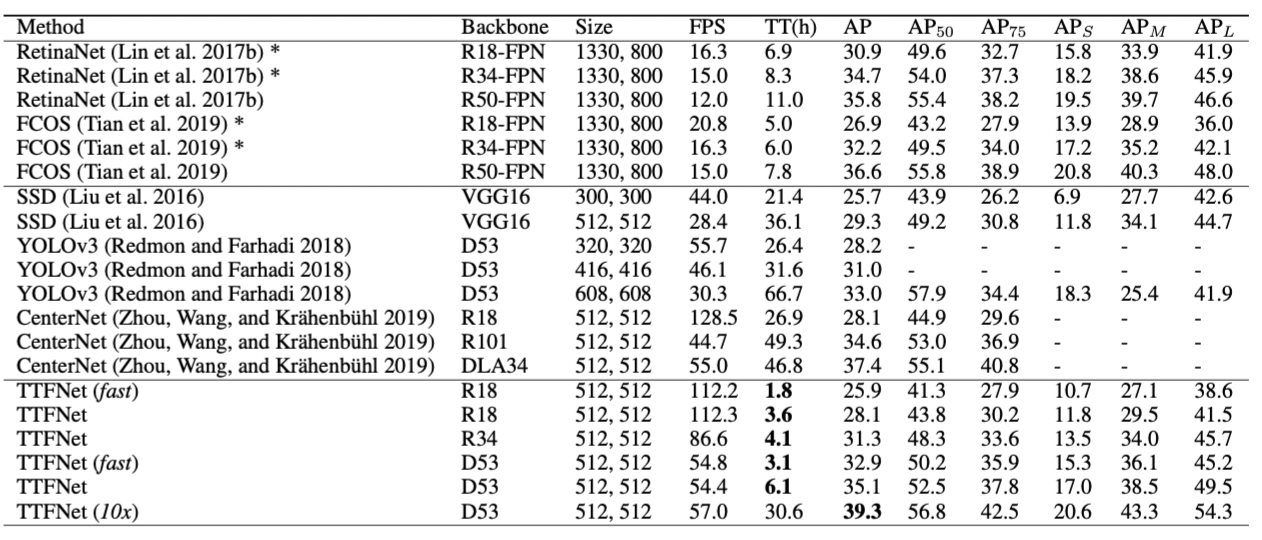 Method Backbone Size FPS TT(h) AP AP50 AP75 APS APM APL
RetinaNet (Lin et al. 2017b) * R18-FPN 1330, 800 16.3 6.9 30.9 49.6 32.7 15.8 33.9 41.9
RetinaNet (Lin et al. 2017b) * R34-FPN 1330, 800 15.0 8.3 34.7 54.0 37.3 18.2 38.6 45.9
RetinaNet (Lin et al. 2017b) R50-FPN 1330, 800 12.0 11.0 35.8 55.4 38.2 19.5 39.7 46.6
FCOS (Tian et al. 2019) * R18-FPN 1330, 800 20.8 5.0 26.9 43.2 27.9 13.9 28.9 36.0
FCOS (Tian et al. 2019) * R34-FPN 1330, 800 16.3 6.0 32.2 49.5 34.0 17.2 35.2 42.1
FCOS (Tian et al. 2019) R50-FPN 1330, 800 15.0 7.8 36.6 55.8 38.9 20.8 40.3 48.0
SSD (Liu et al. 2016) VGG16 300, 300 44.0 21.4 25.7 43.9 26.2 6.9 27.7 42.6
SSD (Liu et al. 2016) VGG16 512, 512 28.4 36.1 29.3 49.2 30.8 11.8 34.1 44.7
YOLOv3 (Redmon and Farhadi 2018) D53 320, 320 55.7 26.4 28.2 - - - - -
YOLOv3 (Redmon and Farhadi 2018) D53 416, 416 46.1 31.6 31.0 - - - - -
YOLOv3 (Redmon and Farhadi 2018) D53 608, 608 30.3 66.7 33.0 57.9 34.4 18.3 25.4 41.9
CenterNet (Zhou, Wang, and Krähenbühl 2019) R18 512, 512 128.5 26.9 28.1 44.9 29.6 - - -
CenterNet (Zhou, Wang, and Krähenbühl 2019) R101 512, 512 44.7 49.3 34.6 53.0 36.9 - - -
CenterNet (Zhou, Wang, and Krähenbühl 2019) DLA34 512, 512 55.0 46.8 37.4 55.1 40.8 - - -
TTFNet (fast) R18 512, 512 112.2 1.8 25.9 41.3 27.9 10.7 27.1 38.6
TTFNet R18 512, 512 112.3 3.6 28.1 43.8 30.2 11.8 29.5 41.5
TTFNet R34 512, 512 86.6 4.1 31.3 48.3 33.6 13.5 34.0 45.7
TTFNet (fast) D53 512, 512 54.8 3.1 32.9 50.2 35.9 15.3 36.1 45.2
TTFNet D53 512, 512 54.4 6.1 35.1 52.5 37.8 17.0 38.5 49.5
TTFNet (10x) D53 512, 512 57.0 30.6 39.3 56.8 42.5 20.6 43.3 54.3